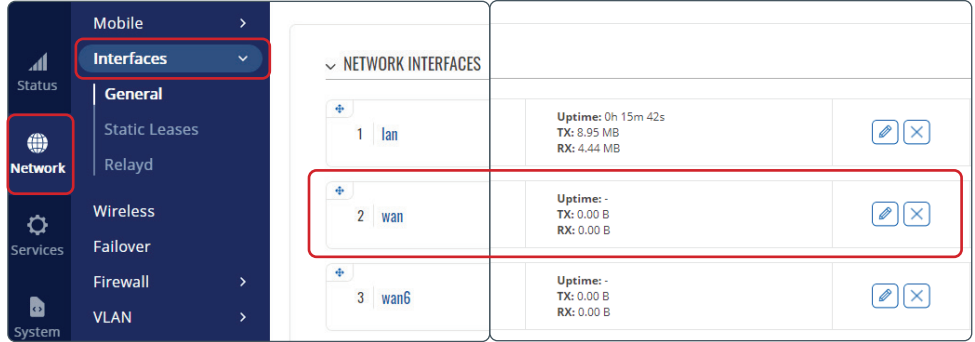 Status
Network
Services
System
Mobile
Interfaces
General
Static Leases
Relayd
Wireless
Failover
Firewall
VLAN
NETWORK INTERFACES
1 lan
Uptime: 0h 15m 42s
TX: 8.95 MB
RX: 4.44 MB
2 wan
Uptime: -
TX: 0.00 B
RX: 0.00 B
3 wan6
Uptime: -
TX: 0.00 B
RX: 0.00 B